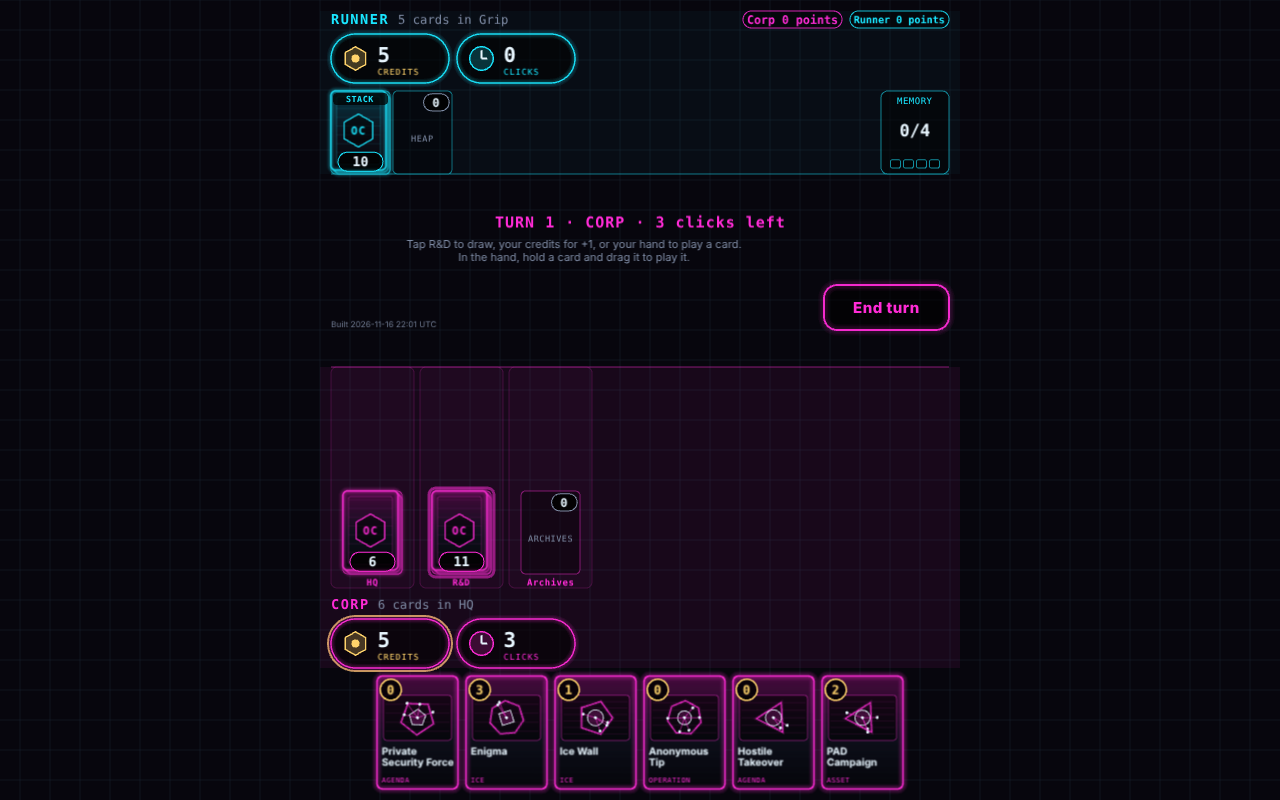 RUNNER 5 cards in Grip
Corp 0 points
Runner 0 points
5
CREDITS
0
CLICKS
STACK
OC
10
0
HEAP
MEMORY
0/4
TURN 1 · CORP · 3 clicks left
Tap R&D to draw, your credits for +1, or your hand to play a card.
In the hand, hold a card and drag it to play it.
End turn
Built 2026-11-16 22:01 UTC
OC
6
HQ
OC
11
R&D
0
ARCHIVES
Archives
CORP 6 cards in HQ
5
CREDITS
3
CLICKS
0
Private
Security Force
AGENDA
3
Enigma
ICE
1
Ice Wall
ICE
0
Anonymous
Tip
OPERATION
0
Hostile
Takeover
AGENDA
2
PAD
Campaign
ASSET